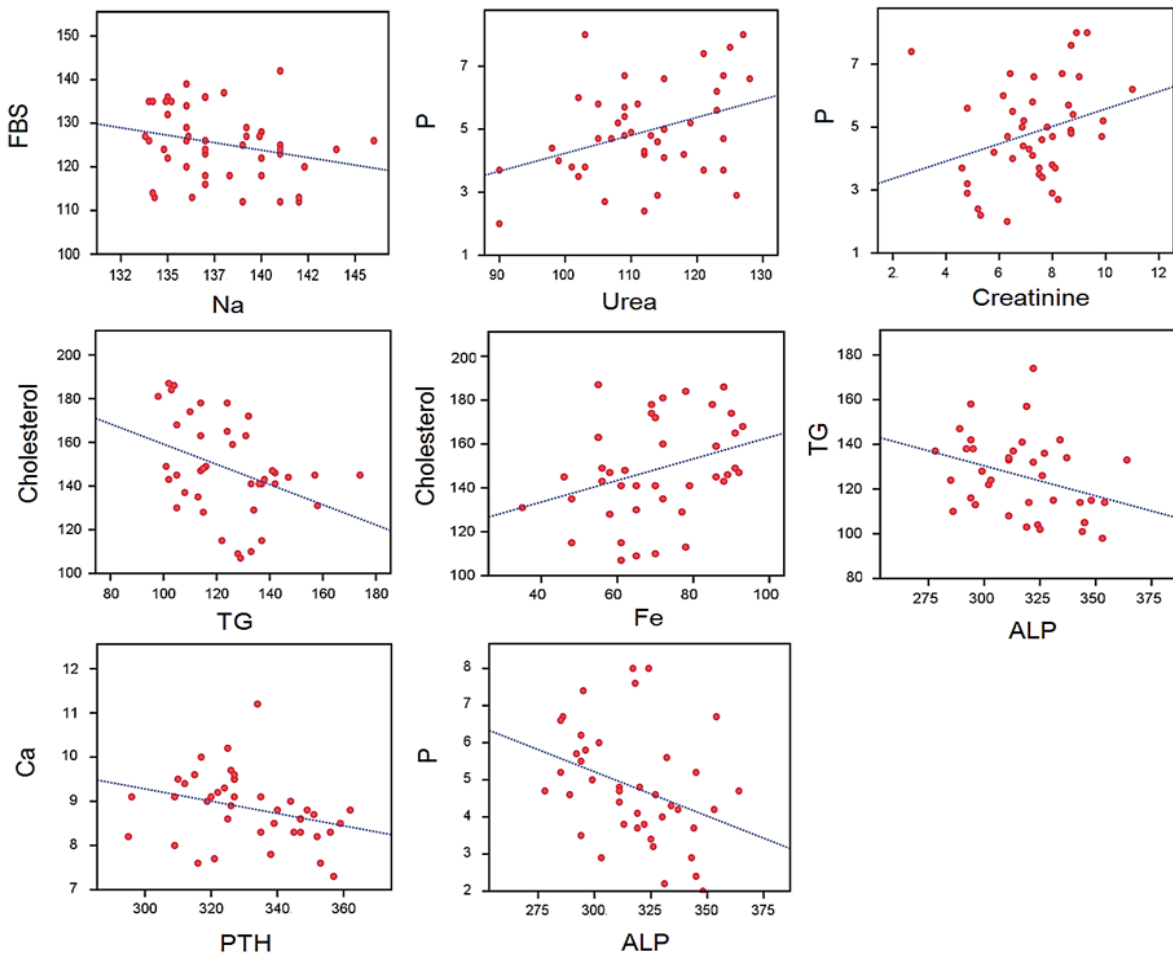 FBS
150
140
130
120
110
100
132 135 137 140 142 145
Na
P
7
5
3
1
90 100 110 120 130
Urea
P
7
5
3
1
2. 4 6 8 10 12
Creatinine
Cholesterol
200
180
160
140
120
100
80 100 120 140 160 180
TG
Cholesterol
200
180
160
140
120
100
40 60 80 100
Fe
TG
180
160
140
120
100
80
275 300 325 350 375
ALP
Ca
12
11
10
9
8
7
300 320 340 360
PTH
P
8
7
6
5
4
3
2
275 300 325 350 375
ALP